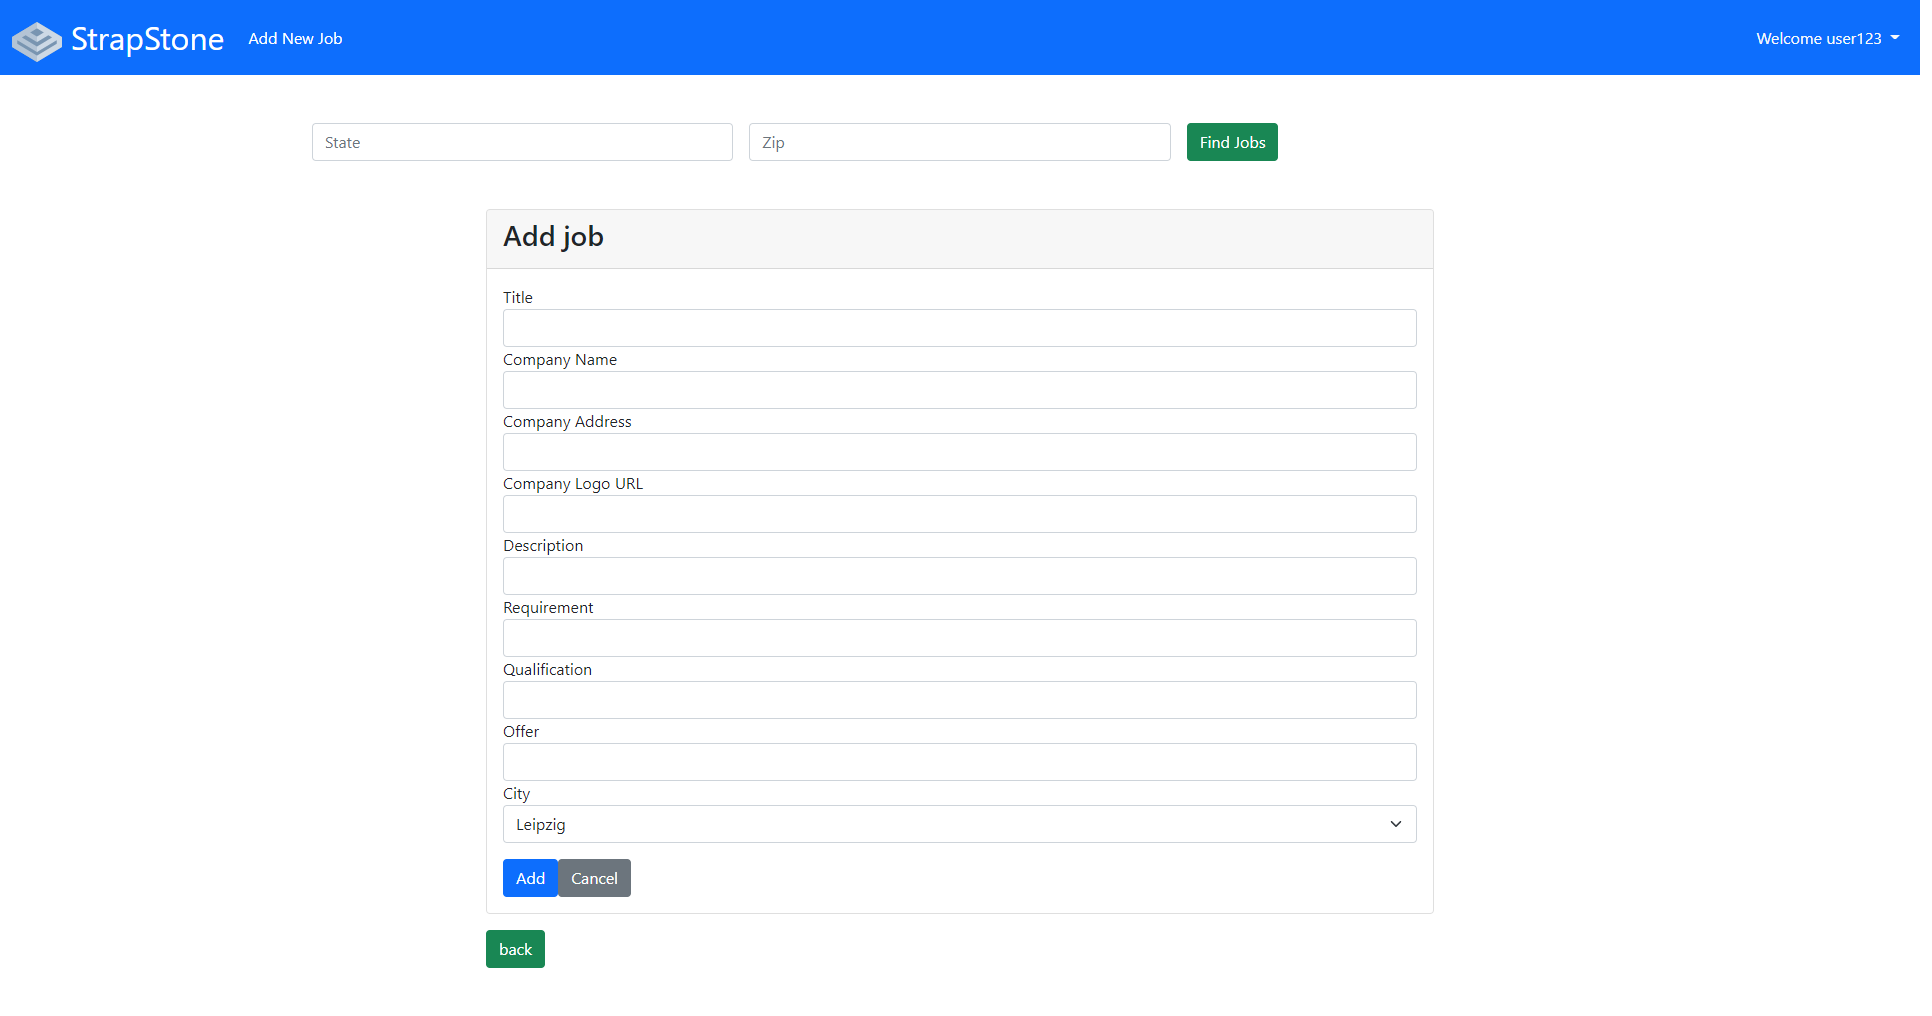 StrapStone Add New Job Welcome user123
State Zip Find Jobs
Add job
Title
Company Name
Company Address
Company Logo URL
Description
Requirement
Qualification
Offer
City
Leipzig
Add Cancel
back